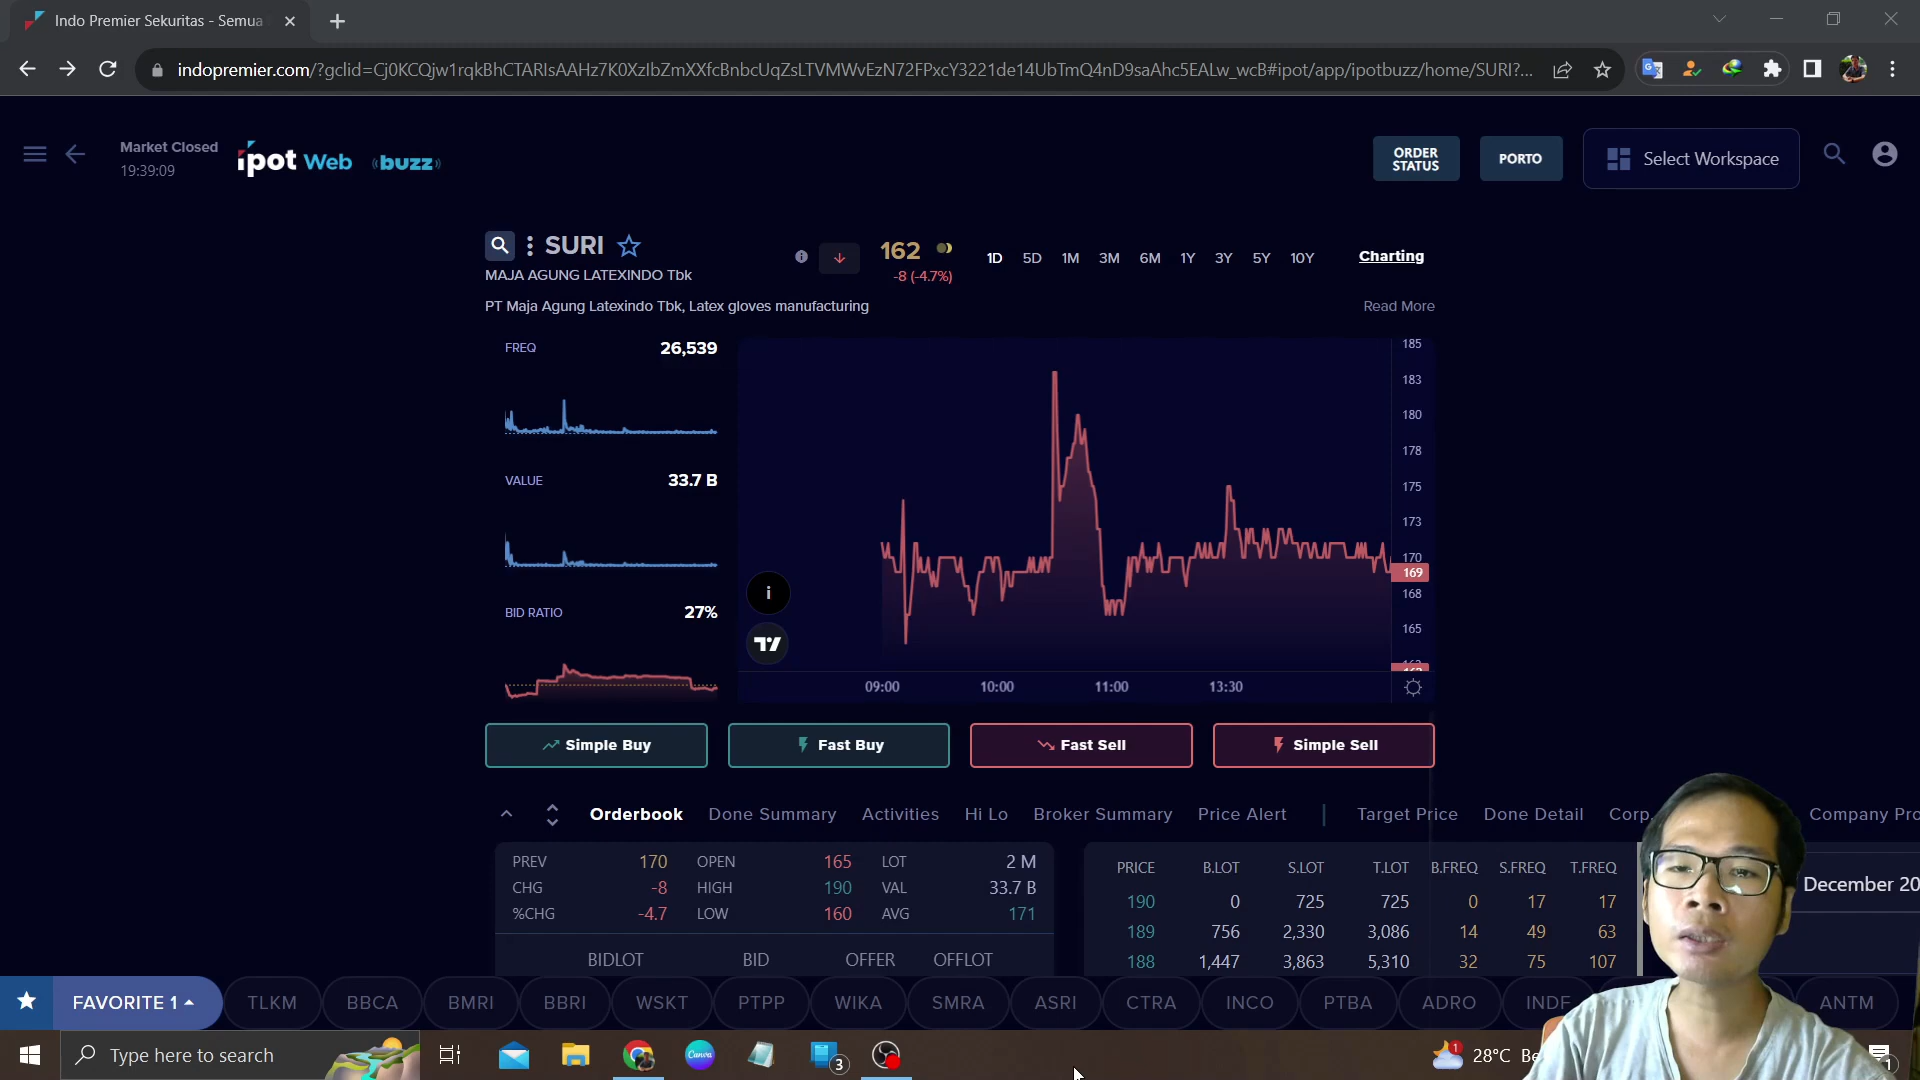 Indo Premier Sekuritas - Semua
indopremier.com/?gclid=Cj0KCQjw1rqkBhCTARIsAAHz7K0XzIbZmXXfcBnbcUqZsLTVMWvEzN72FPxcY3221de14UbTmQ4nD9saAhc5EALw_wcB#ipot/app/ipotbuzz/home/SURI?...
Market Closed
19:39:09
ipot Web buzz
ORDER
STATUS
PORTO
Select Workspace
SURI
MAJA AGUNG LATEXINDO Tbk
162
-8 (-4.7%)
1D 5D 1M 3M 6M 1Y 3Y 5Y 10Y
Charting
PT Maja Agung Latexindo Tbk, Latex gloves manufacturing
Read More
FREQ 26,539
VALUE 33.7 B
BID RATIO 27%
185
183
180
178
175
173
170
169
168
165
09:00 10:00 11:00 13:30
Simple Buy
Fast Buy
Fast Sell
Simple Sell
Orderbook Done Summary Activities Hi Lo Broker Summary Price Alert Target Price Done Detail Corp. Company Pro
PREV 170 OPEN 165 LOT 2 M
CHG -8 HIGH 190 VAL 33.7 B
%CHG -4.7 LOW 160 AVG 171
BIDLOT BID OFFER OFFLOT
PRICE B.LOT S.LOT T.LOT B.FREQ S.FREQ T.FREQ
190 0 725 725 0 17 17
189 756 2,330 3,086 14 49 63
188 1,447 3,863 5,310 32 75 107
December 20
FAVORITE 1 TLKM BBCA BMRI BBRI WSKT PTPP WIKA SMRA ASRI CTRA INCO PTBA ADRO INDF ANTM
Type here to search
Canva
3
1
28°C Be
1